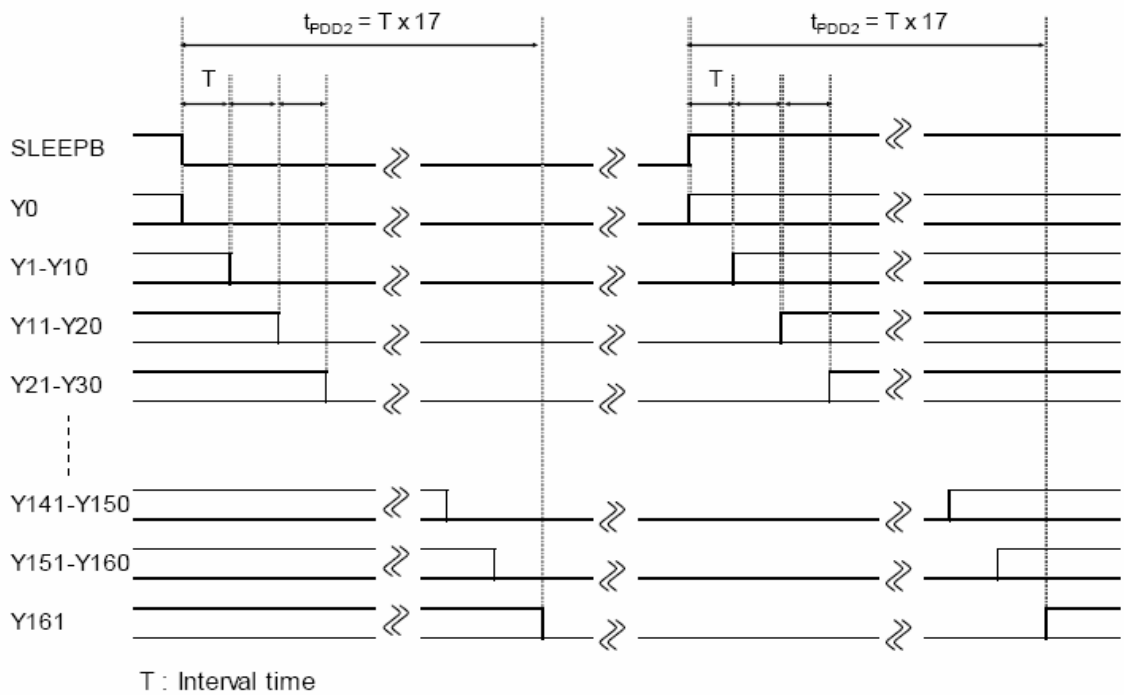 tPDD2 = T x 17 tPDD2 = T x 17
T T
SLEEPB
Y0
Y1-Y10
Y11-Y20
Y21-Y30
Y141-Y150
Y151-Y160
Y161
T : Interval time